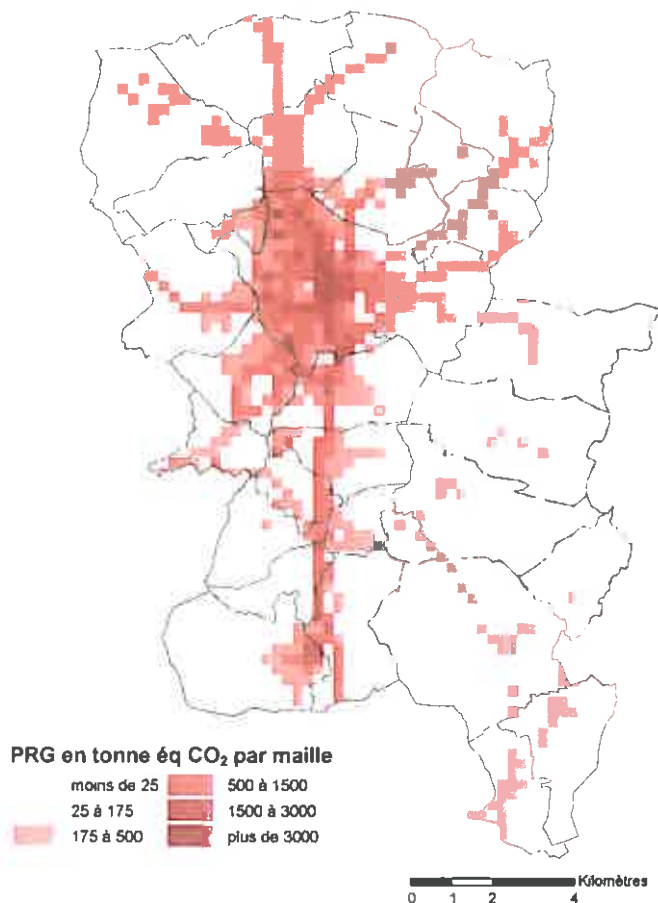 PRG en tonne éq CO₂ par maille
moins de 25 500 à 1500
25 à 175 1500 à 3000
175 à 500 plus de 3000
Kilomètres
0 1 2 4